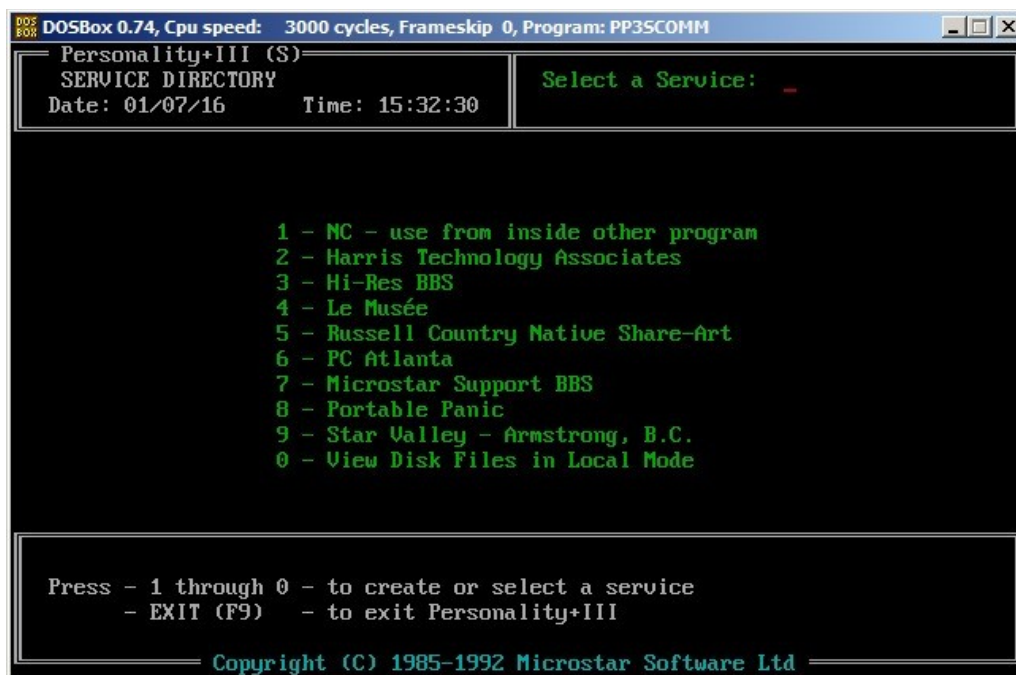 DOSBox 0.74, Cpu speed: 3000 cycles, Frameskip 0, Program: PP3SCOMM
Personality+III (S)
SERVICE DIRECTORY
Date: 01/07/16 Time: 15:32:30
Select a Service: _
1 - NC - use from inside other program
2 - Harris Technology Associates
3 - Hi-Res BBS
4 - Le Musée
5 - Russell Country Native Share-Art
6 - PC Atlanta
7 - Microstar Support BBS
8 - Portable Panic
9 - Star Valley - Armstrong, B.C.
0 - View Disk Files in Local Mode
Press - 1 through 0 - to create or select a service
- EXIT (F9) - to exit Personality+III
Copyright (C) 1985-1992 Microstar Software Ltd